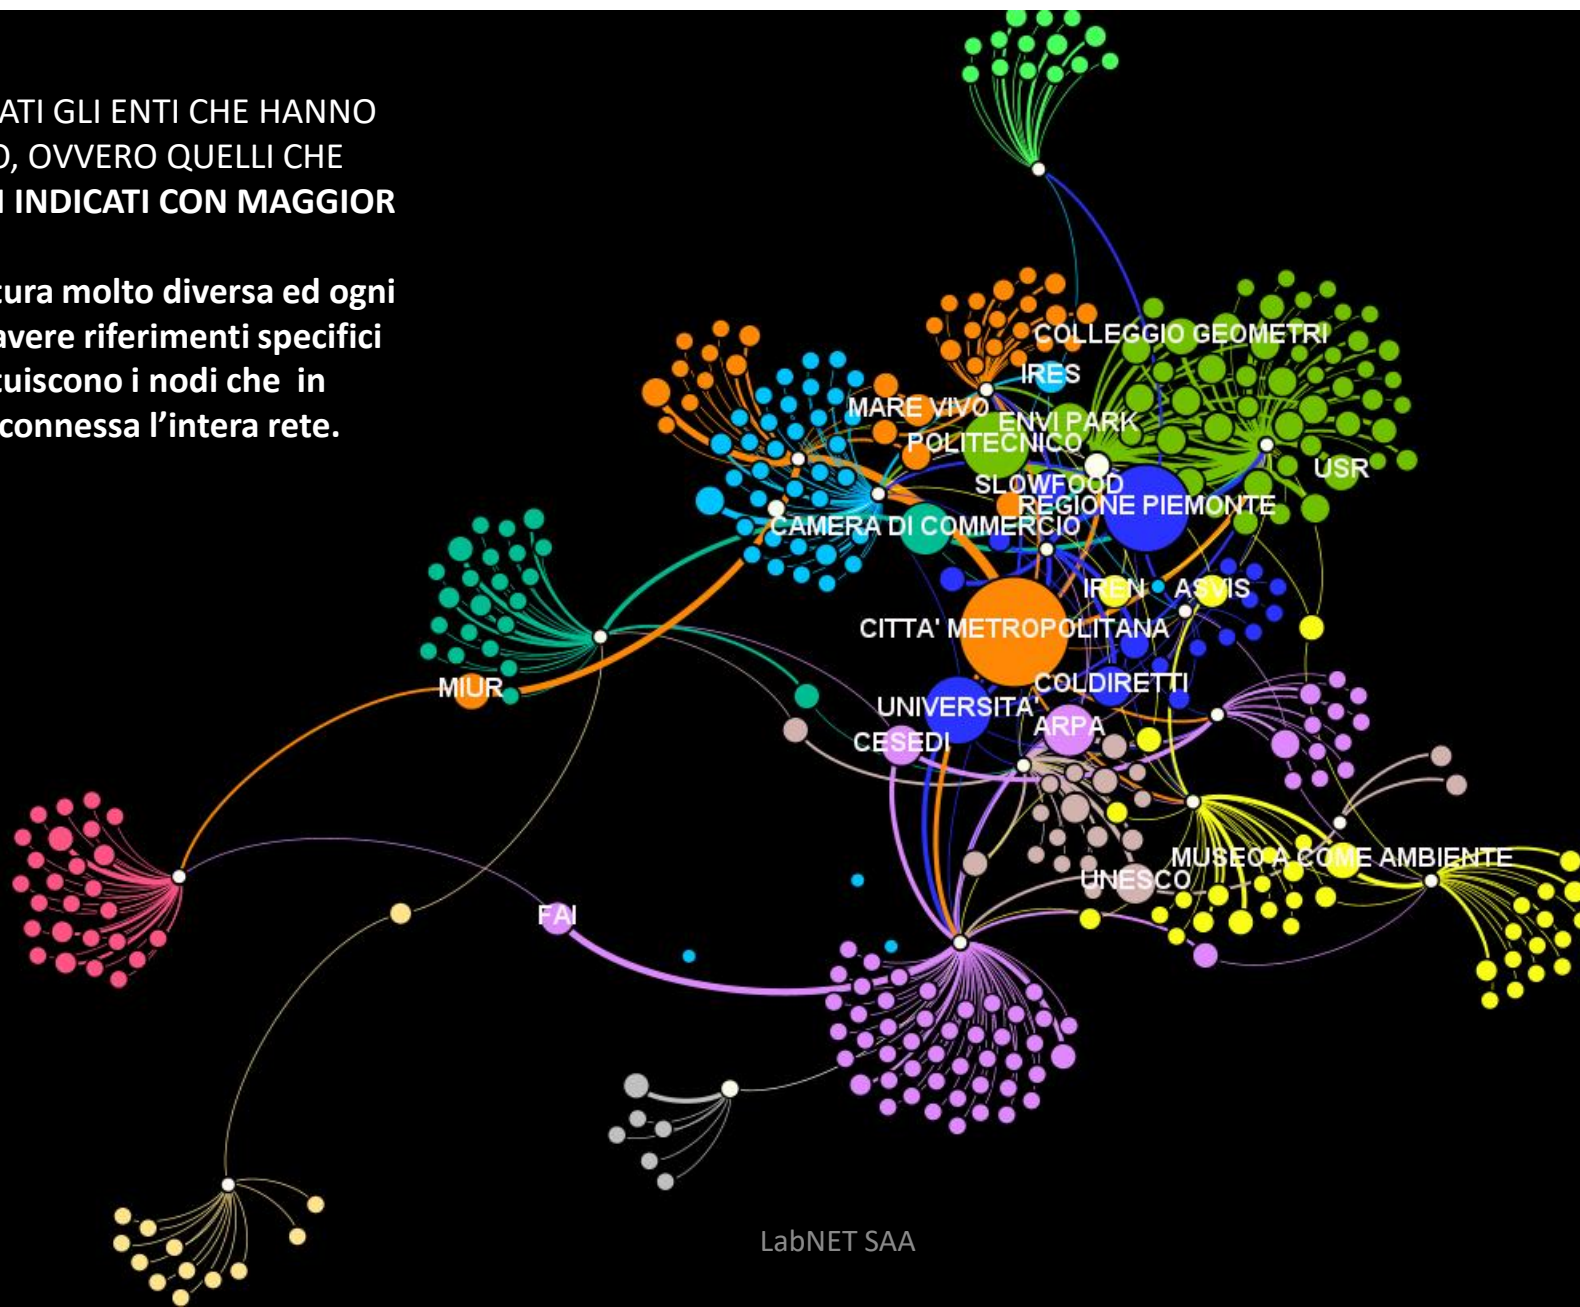 ATI GLI ENTI CHE HANNO
O, OVVERO QUELLI CHE
I INDICATI CON MAGGIOR
tura molto diversa ed ogni
avere riferimenti specifici
tuiscono i nodi che in
connessa l'intera rete.
COLLEGGIO GEOMETRI
IRES
MARE VIVO
ENVI PARK
POLITECNICO
USR
SLOWFOOD
REGIONE PIEMONTE
CAMERA DI COMMERCIO
IREN
ASVIS
CITTA' METROPOLITANA
COLDIRETTI
MIUR
UNIVERSITA'
ARPA
CESEDI
MUSEO A COME AMBIENTE
UNESCO
FAI
LabNET SAA